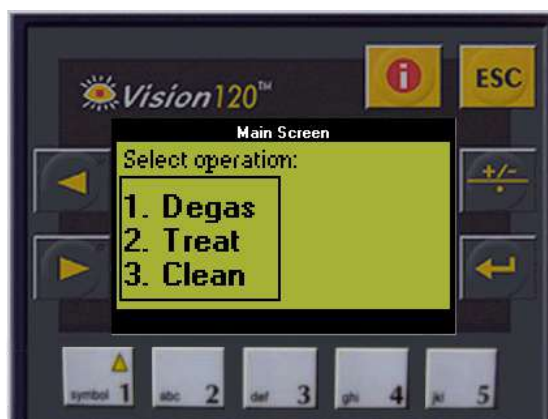 ESC
Vision120™
Main Screen
Select operation:
1. Degas
2. Treat
3. Clean
+/-
symbol 1
abc 2
def 3
ghi 4
jkl 5